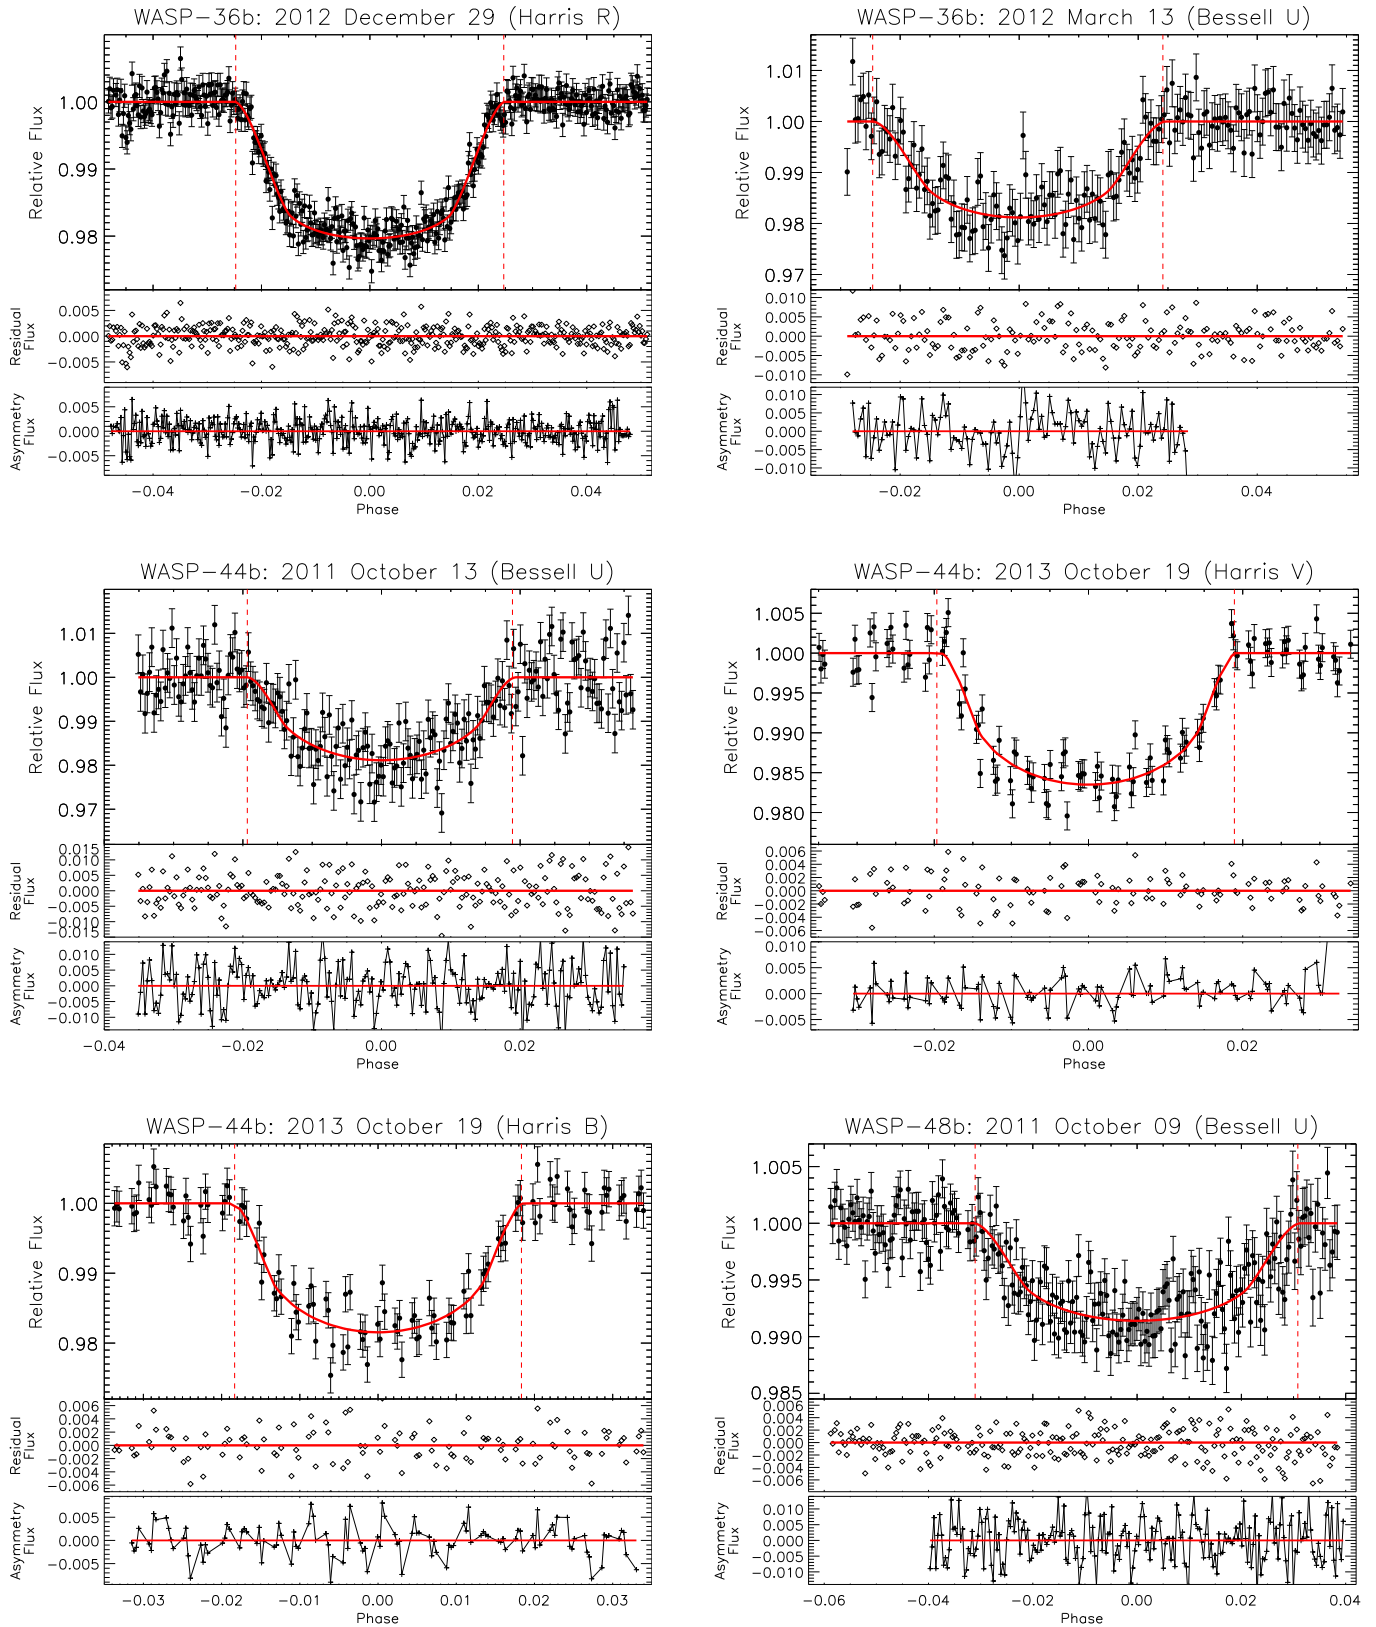 WASP-36b: 2012 December 29 (Harris R)
Relative Flux
1.00
0.99
0.98
Residual
Flux
0.005
0.000
-0.005
Asymmetry
Flux
0.005
0.000
-0.005
-0.04 -0.02 0.00 0.02 0.04
Phase
WASP-36b: 2012 March 13 (Bessell U)
Relative Flux
1.01
1.00
0.99
0.98
0.97
Residual
Flux
0.010
0.005
0.000
-0.005
-0.010
Asymmetry
Flux
0.010
0.005
0.000
-0.005
-0.010
-0.02 0.00 0.02 0.04
Phase
WASP-44b: 2011 October 13 (Bessell U)
Relative Flux
1.01
1.00
0.99
0.98
0.97
Residual
Flux
0.015
0.010
0.005
0.000
-0.005
-0.010
-0.015
Asymmetry
Flux
0.010
0.005
0.000
-0.005
-0.010
-0.04 -0.02 0.00 0.02
Phase
WASP-44b: 2013 October 19 (Harris V)
Relative Flux
1.005
1.000
0.995
0.990
0.985
0.980
Residual
Flux
0.006
0.004
0.002
0.000
-0.002
-0.004
-0.006
Asymmetry
Flux
0.010
0.005
0.000
-0.005
-0.02 0.00 0.02
Phase
WASP-44b: 2013 October 19 (Harris B)
Relative Flux
1.00
0.99
0.98
Residual
Flux
0.006
0.004
0.002
0.000
-0.002
-0.004
-0.006
Asymmetry
Flux
0.005
0.000
-0.005
-0.03 -0.02 -0.01 0.00 0.01 0.02 0.03
Phase
WASP-48b: 2011 October 09 (Bessell U)
Relative Flux
1.005
1.000
0.995
0.990
0.985
Residual
Flux
0.006
0.004
0.002
0.000
-0.002
-0.004
-0.006
Asymmetry
Flux
0.010
0.005
0.000
-0.005
-0.010
-0.06 -0.04 -0.02 0.00 0.02 0.04
Phase